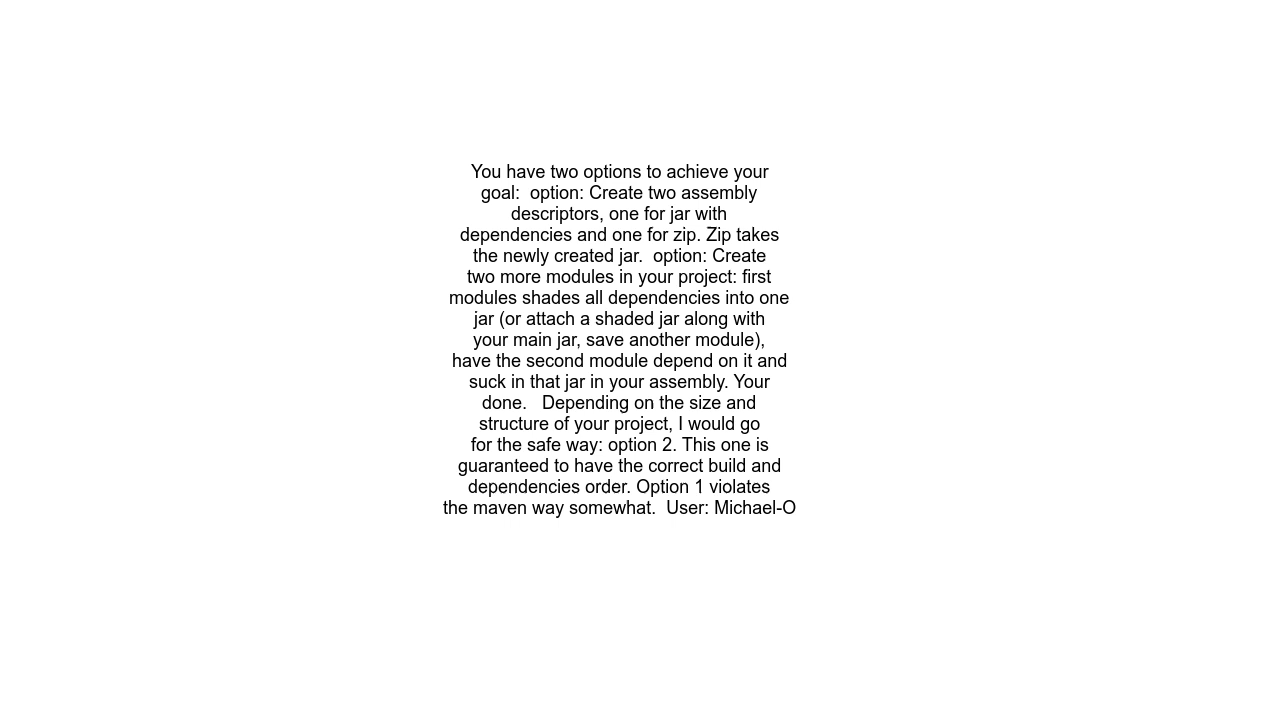 You have two options to achieve your
goal:  option: Create two assembly
descriptors, one for jar with
dependencies and one for zip. Zip takes
the newly created jar.  option: Create
two more modules in your project: first
modules shades all dependencies into one
jar (or attach a shaded jar along with
your main jar, save another module),
have the second module depend on it and
suck in that jar in your assembly. Your
done.   Depending on the size and
structure of your project, I would go
for the safe way: option 2. This one is
guaranteed to have the correct build and
dependencies order. Option 1 violates
the maven way somewhat.  User: Michael-O